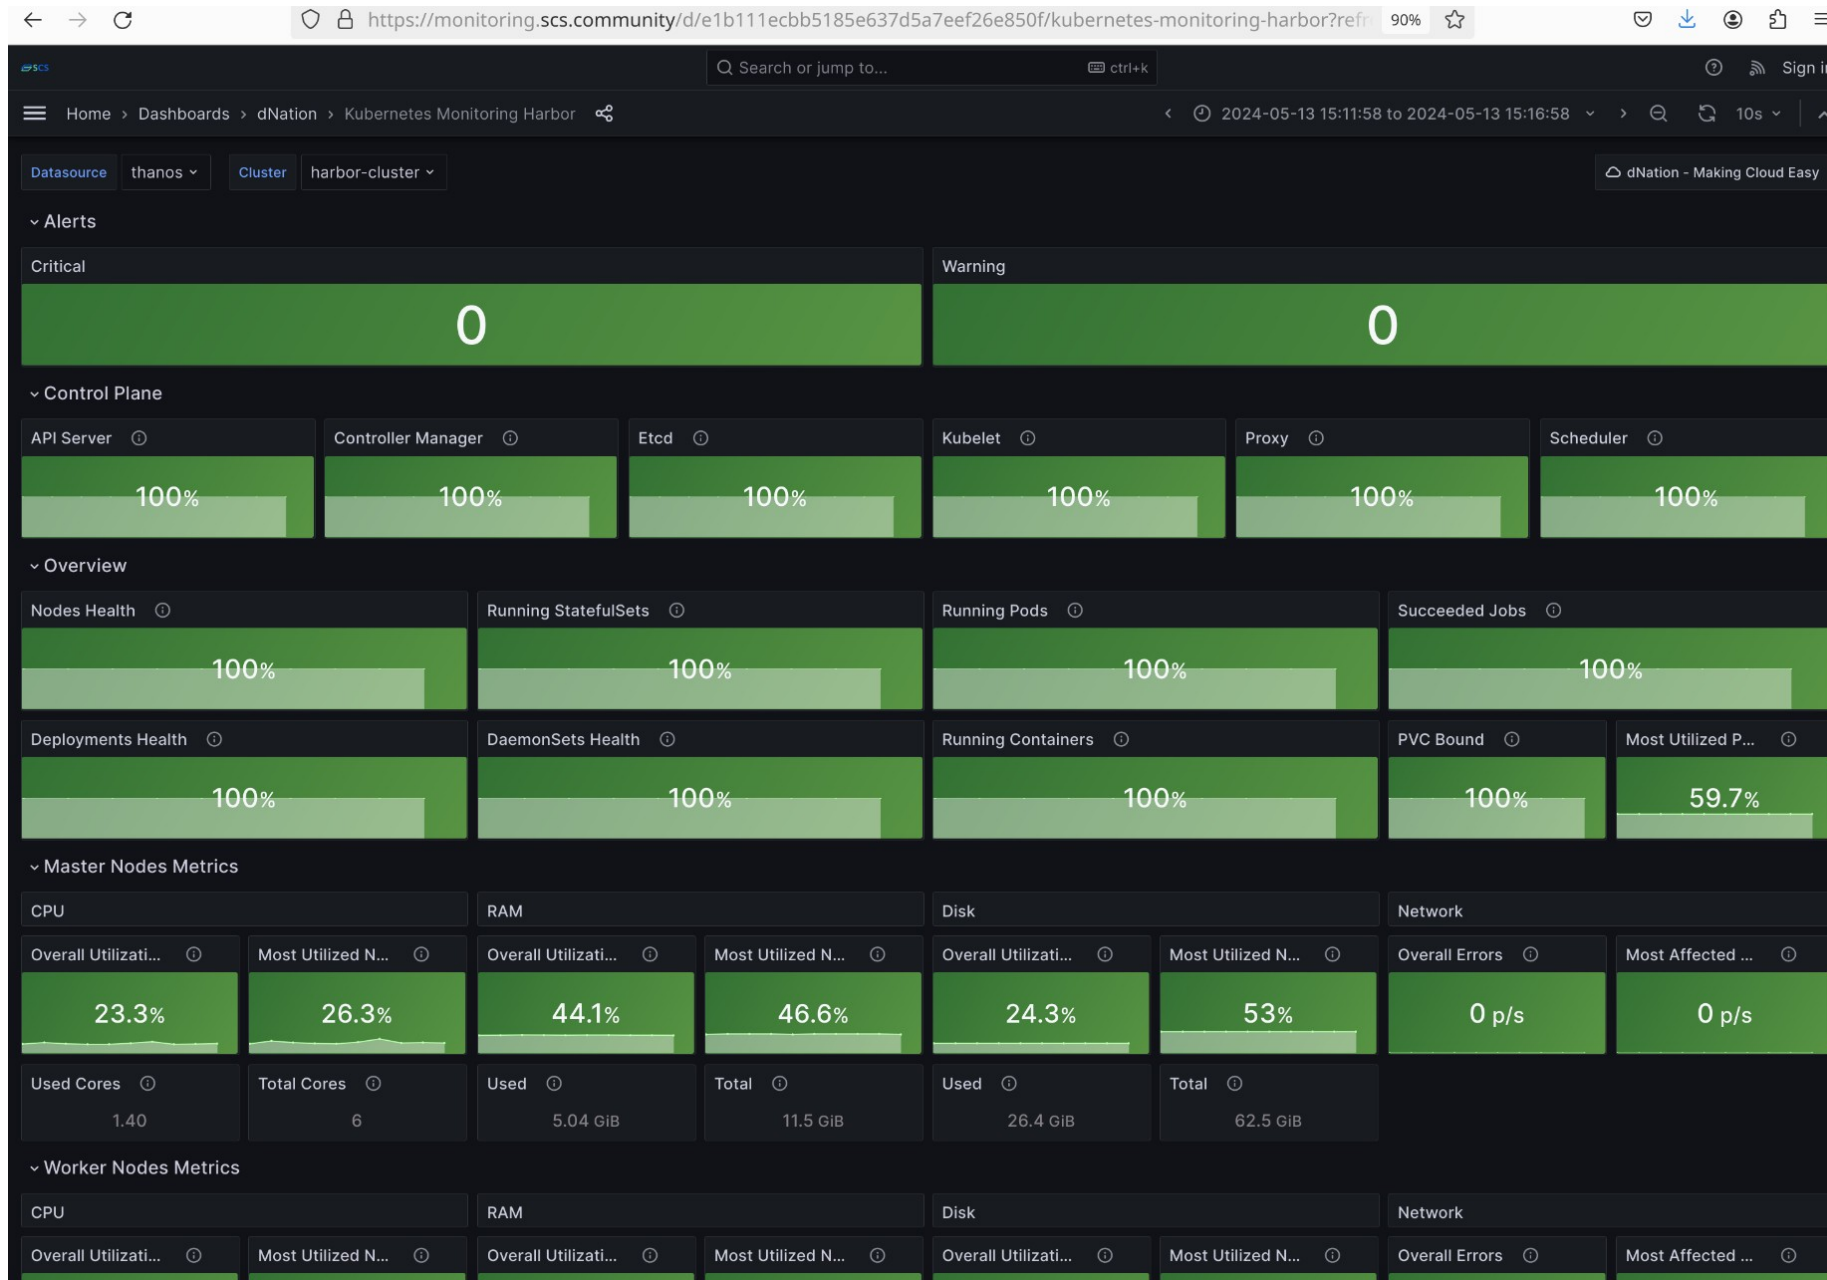 https://monitoring.scs.community/d/e1b111ecbb5185e637d5a7eef26e850f/kubernetes-monitoring-harbor?refr 90%
SCS Search or jump to... ctrl+k Sign in
Home › Dashboards › dNation › Kubernetes Monitoring Harbor 2024-05-13 15:11:58 to 2024-05-13 15:16:58 10s
Datasource thanos Cluster harbor-cluster dNation - Making Cloud Easy
Alerts
Critical Warning
0 0
Control Plane
API Server Controller Manager Etcd Kubelet Proxy Scheduler
100% 100% 100% 100% 100% 100%
Overview
Nodes Health Running StatefulSets Running Pods Succeeded Jobs
100% 100% 100% 100%
Deployments Health DaemonSets Health Running Containers PVC Bound Most Utilized P...
100% 100% 100% 100% 59.7%
Master Nodes Metrics
CPU RAM Disk Network
Overall Utilizati... Most Utilized N... Overall Utilizati... Most Utilized N... Overall Utilizati... Most Utilized N... Overall Errors Most Affected ...
23.3% 26.3% 44.1% 46.6% 24.3% 53% 0 p/s 0 p/s
Used Cores Total Cores Used Total Used Total
1.40 6 5.04 GiB 11.5 GiB 26.4 GiB 62.5 GiB
Worker Nodes Metrics
CPU RAM Disk Network
Overall Utilizati... Most Utilized N... Overall Utilizati... Most Utilized N... Overall Utilizati... Most Utilized N... Overall Errors Most Affected ...